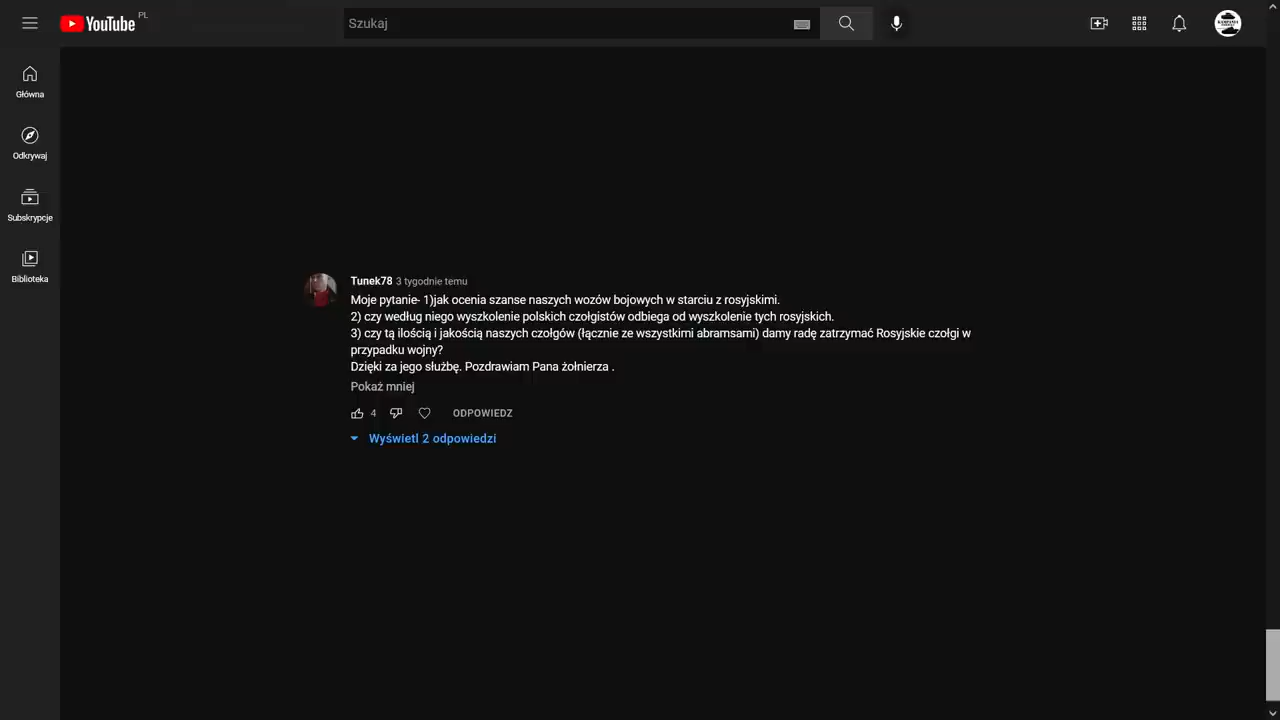 YouTube PL
Szukaj
Główna
Odkrywaj
Subskrypcje
Biblioteka
Tunek78 3 tygodnie temu
Moje pytanie- 1)jak ocenia szanse naszych wozów bojowych w starciu z rosyjskimi.
2) czy według niego wyszkolenie polskich czołgistów odbiega od wyszkolenie tych rosyjskich.
3) czy tą ilością i jakością naszych czołgów (łącznie ze wszystkimi abramsami) damy radę zatrzymać Rosyjskie czołgi w
przypadku wojny?
Dzięki za jego służbę. Pozdrawiam Pana żołnierza .
Pokaż mniej
4 ODPOWIEDZ
Wyświetl 2 odpowiedzi